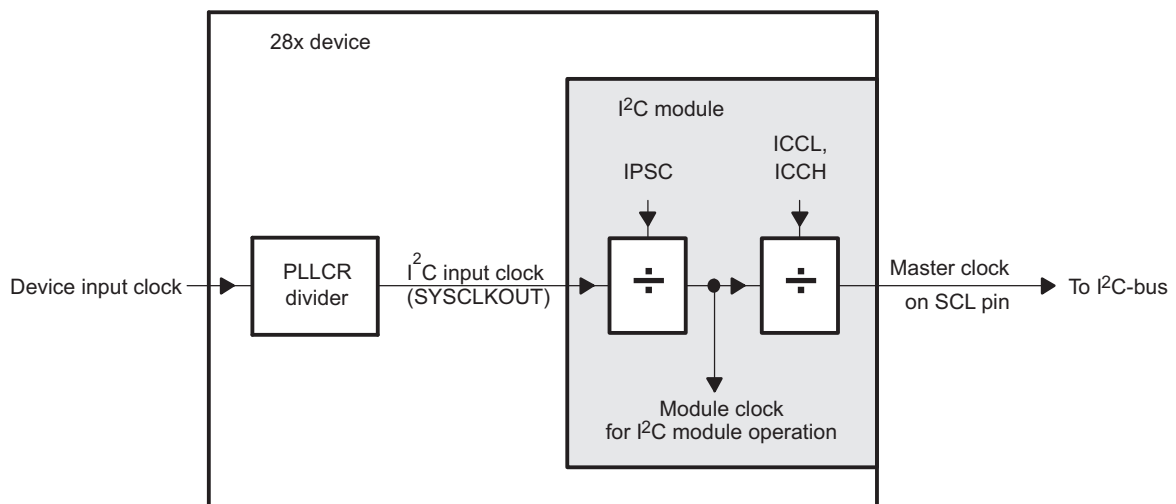 28x device
I²C module
ICCL,
ICCH
IPSC
PLLCR
divider
I²C input clock
(SYSCLKOUT)
÷
÷
Device input clock
Master clock
on SCL pin
To I²C-bus
Module clock
for I²C module operation